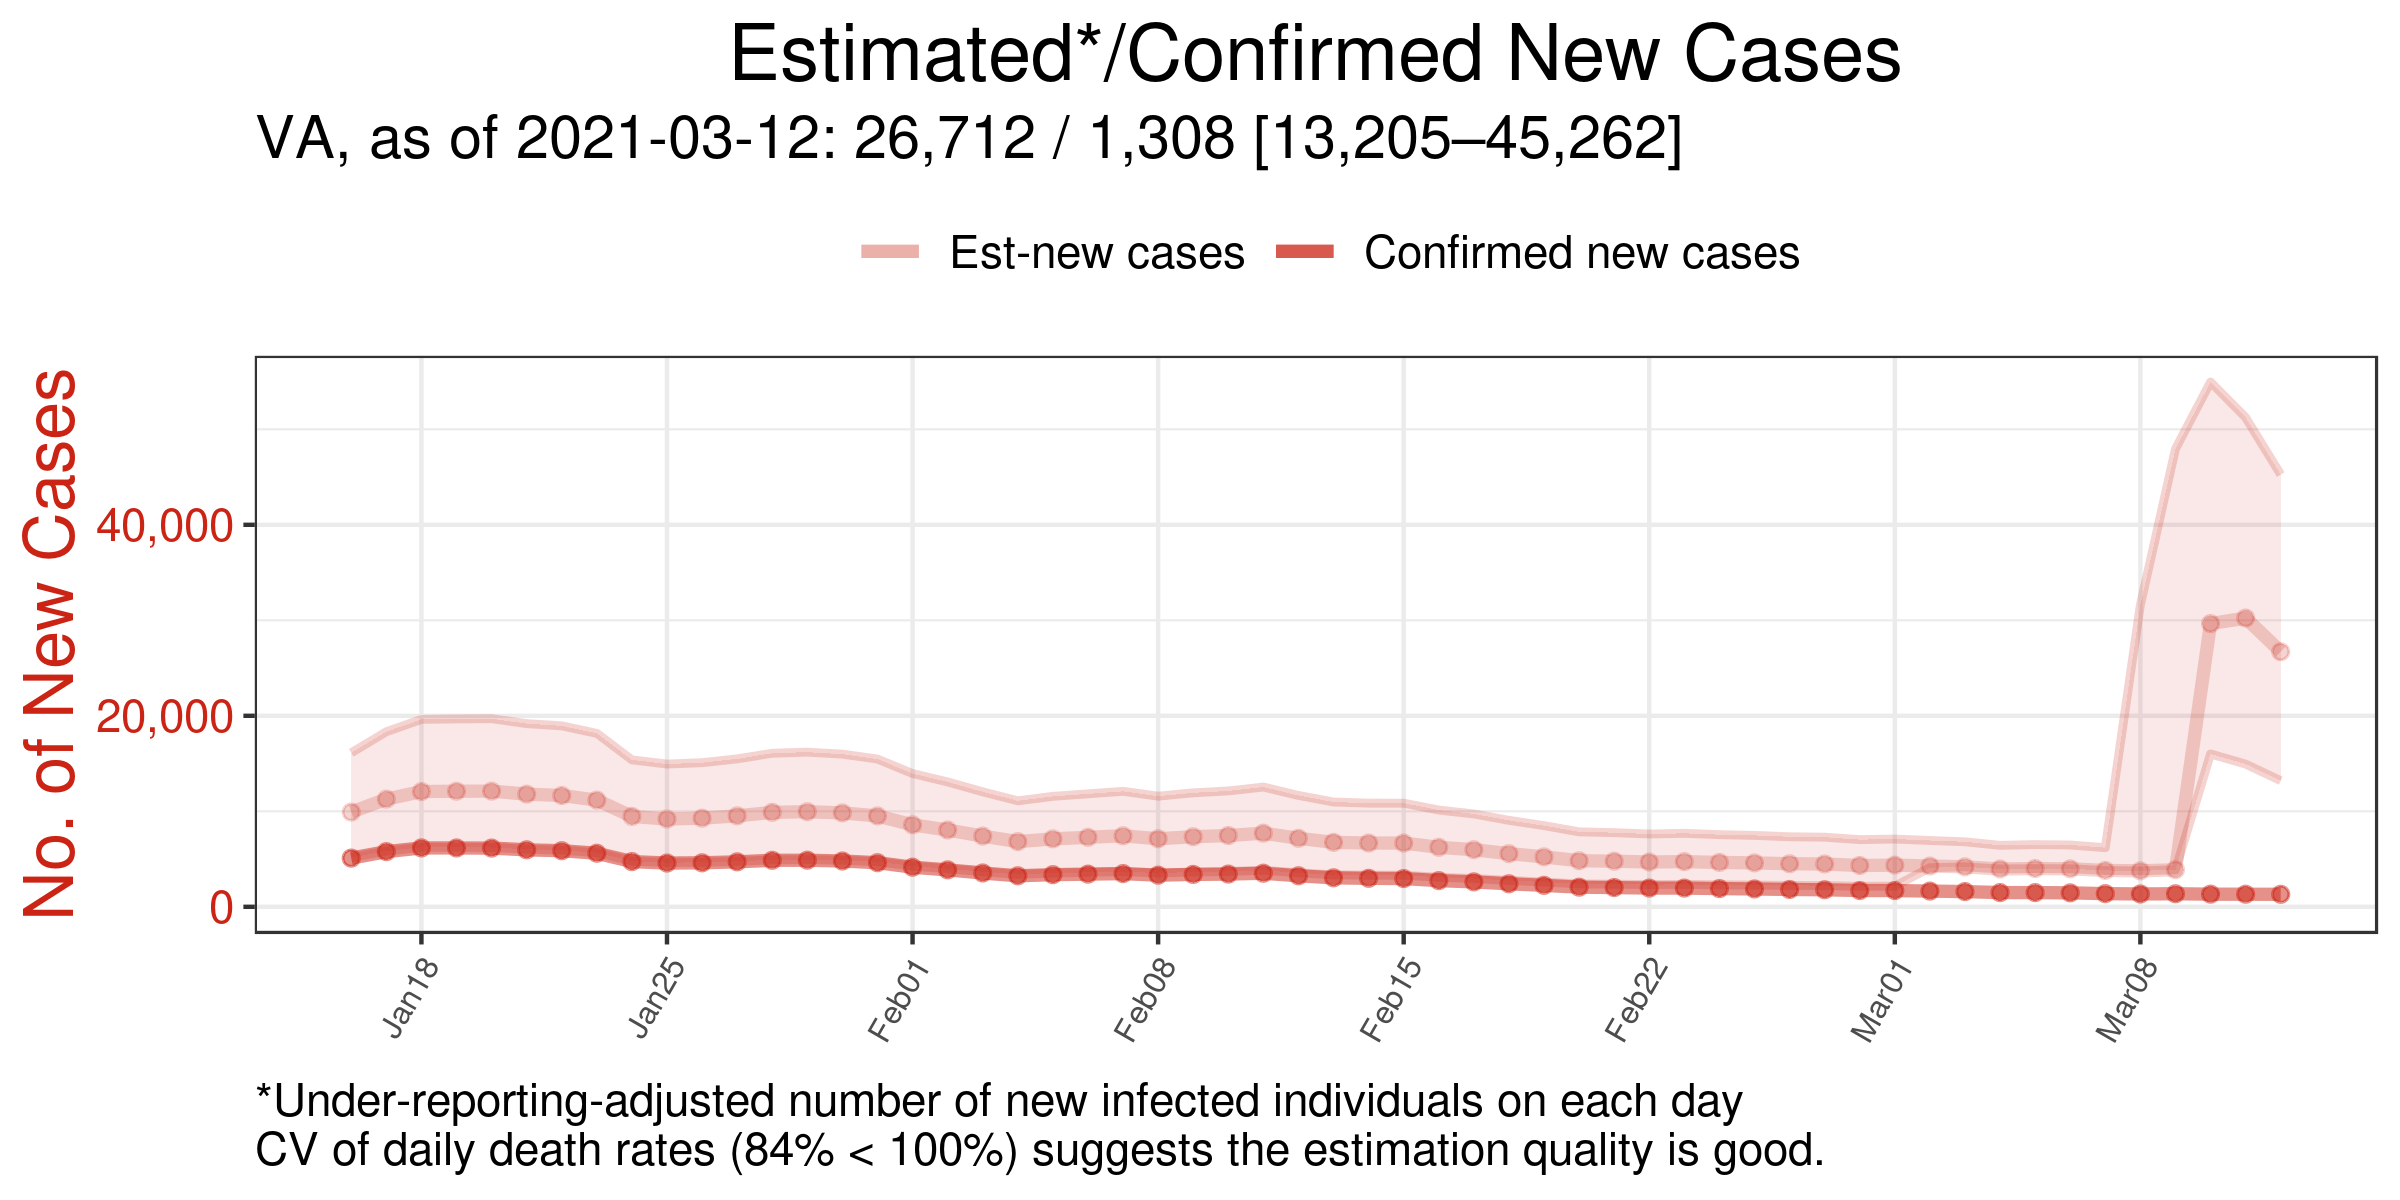 Estimated*/Confirmed New Cases
VA, as of 2021-03-12: 26,712 / 1,308 [13,205–45,262]
Est-new cases
Confirmed new cases
No. of New Cases
40,000
20,000
0
Jan18
Jan25
Feb01
Feb08
Feb15
Feb22
Mar01
Mar08
*Under-reporting-adjusted number of new infected individuals on each day
CV of daily death rates (84% < 100%) suggests the estimation quality is good.